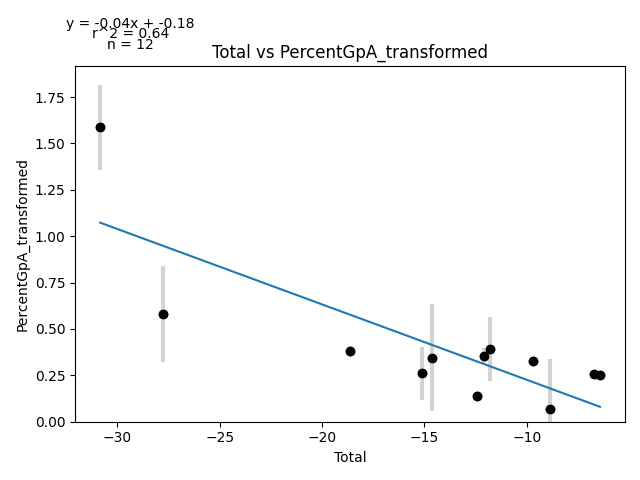 y = -0.04x + -0.18
r^2 = 0.64
n = 12
Total vs PercentGpA_transformed
PercentGpA_transformed
1.75
1.50
1.25
1.00
0.75
0.50
0.25
0.00
−30
−25
−20
−15
−10
Total